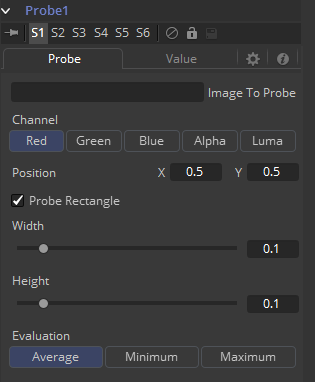 Probe1
S1 S2 S3 S4 S5 S6
Probe Value
Image To Probe
Channel
Red Green Blue Alpha Luma
Position X 0.5 Y 0.5
Probe Rectangle
Width
0.1
Height
0.1
Evaluation
Average Minimum Maximum